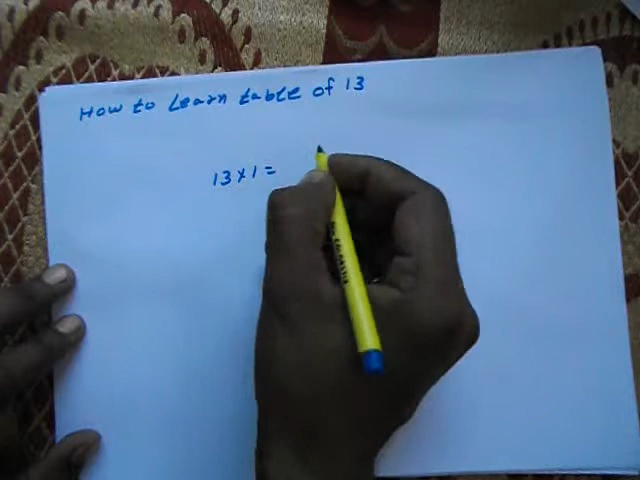 How to Learn table of 13
13 x 1 =